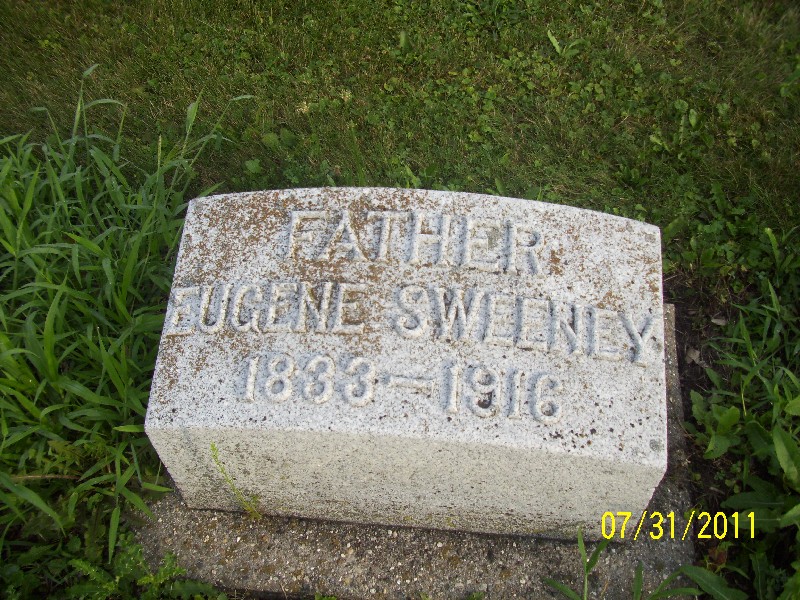 FATHER
EUGENE SWEENEY
1833-1916
07/31/2011